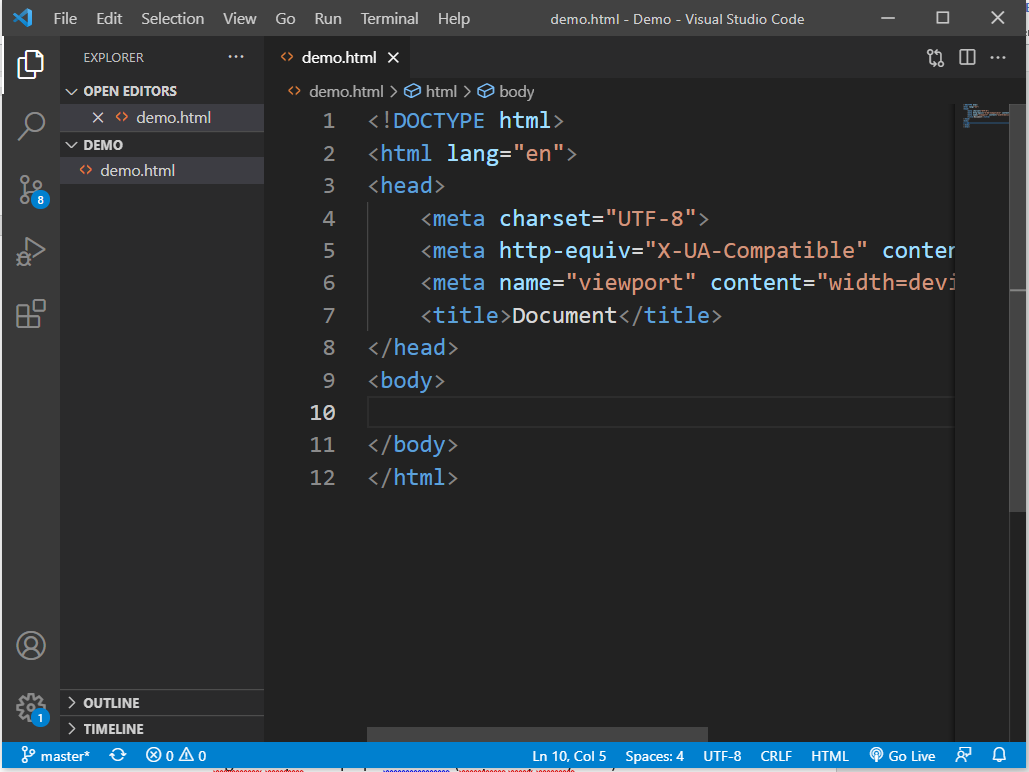 File Edit Selection View Go Run Terminal Help demo.html - Demo - Visual Studio Code
EXPLORER
OPEN EDITORS
demo.html
DEMO
demo.html
8
OUTLINE
TIMELINE
1
demo.html
demo.html > html > body
1 <!DOCTYPE html>
2 <html lang="en">
3 <head>
4 <meta charset="UTF-8">
5 <meta http-equiv="X-UA-Compatible" conten
6 <meta name="viewport" content="width=devi
7 <title>Document</title>
8 </head>
9 <body>
10
11 </body>
12 </html>
master* 0 0 Ln 10, Col 5 Spaces: 4 UTF-8 CRLF HTML Go Live